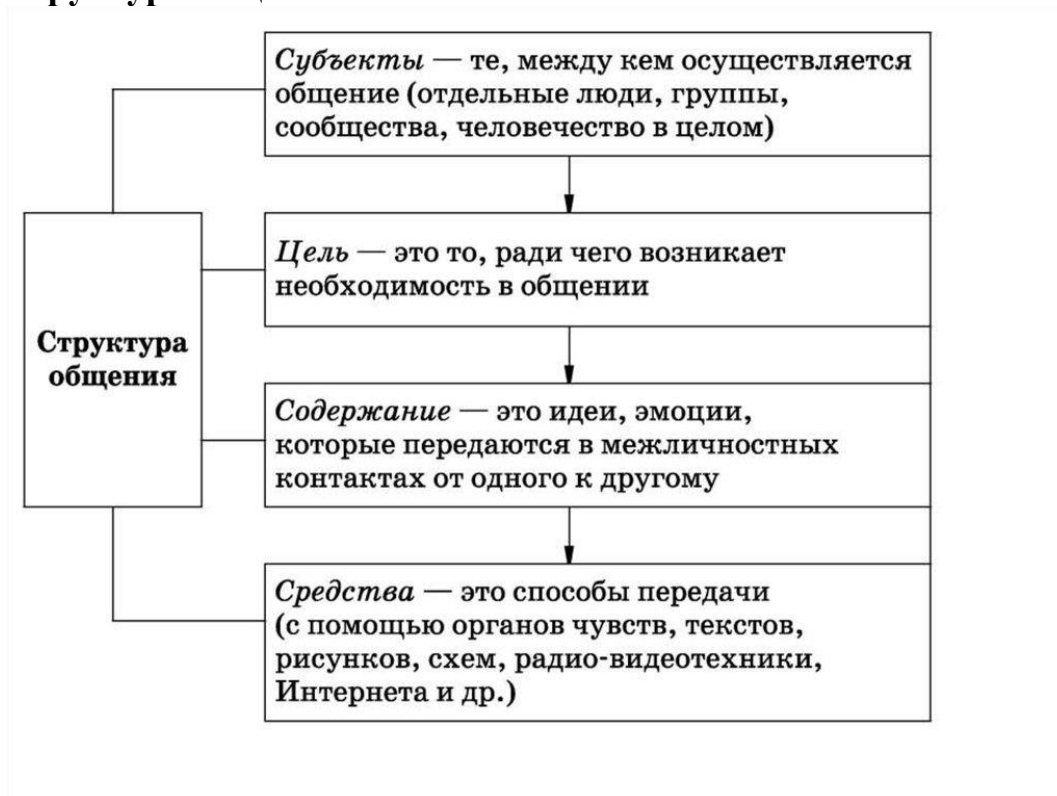 Субъекты — те, между кем осуществляется
общение (отдельные люди, группы,
сообщества, человечество в целом)
Цель — это то, ради чего возникает
необходимость в общении
Структура
общения
Содержание — это идеи, эмоции,
которые передаются в межличностных
контактах от одного к другому
Средства — это способы передачи
(с помощью органов чувств, текстов,
рисунков, схем, радио-видеотехники,
Интернета и др.)